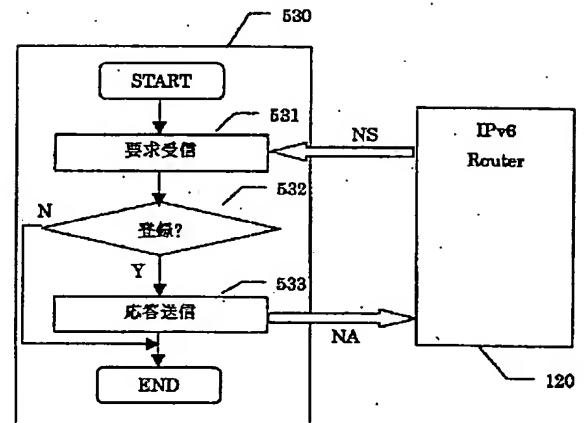 530
START
531
要求受信
NS
IPv6
Router
532
N
登録?
Y
533
応答送信
NA
END
120